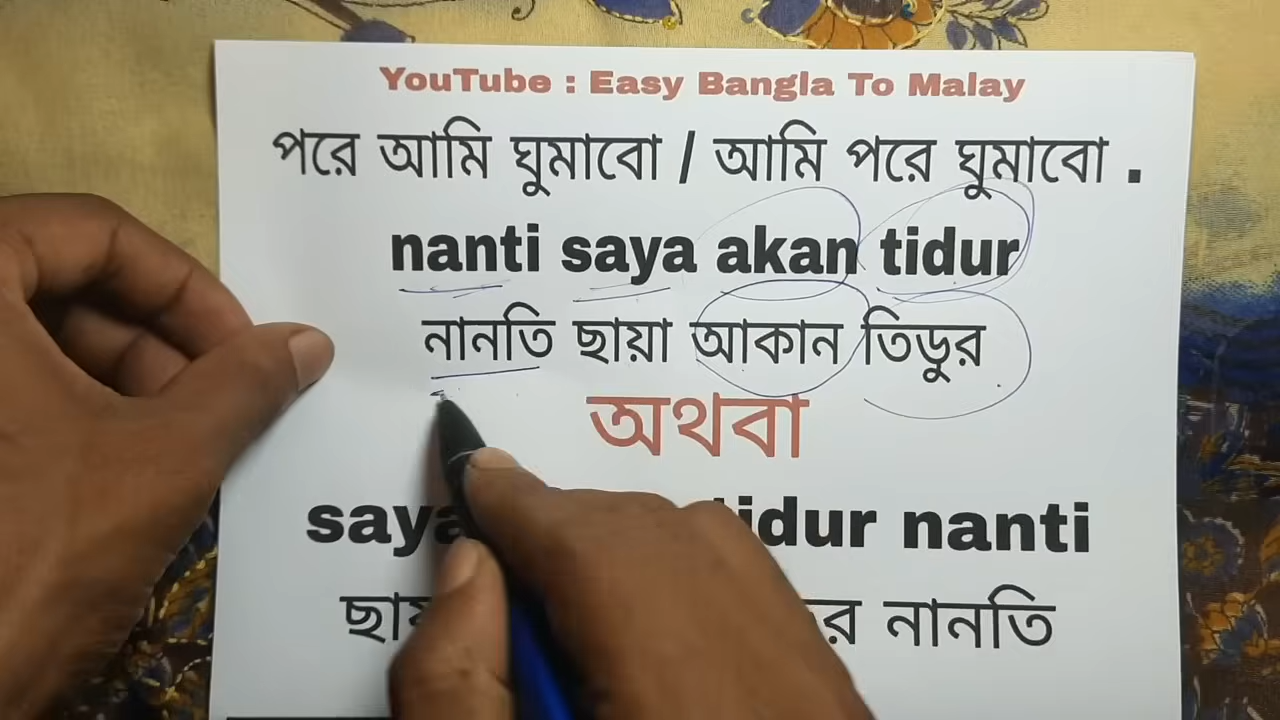 YouTube : Easy Bangla To Malay
পরে আমি ঘুমাবো / আমি পরে ঘুমাবো .
nanti saya akan tidur
নানতি ছায়া আকান তিডুর
অথবা
saya tidur nanti
নানতি